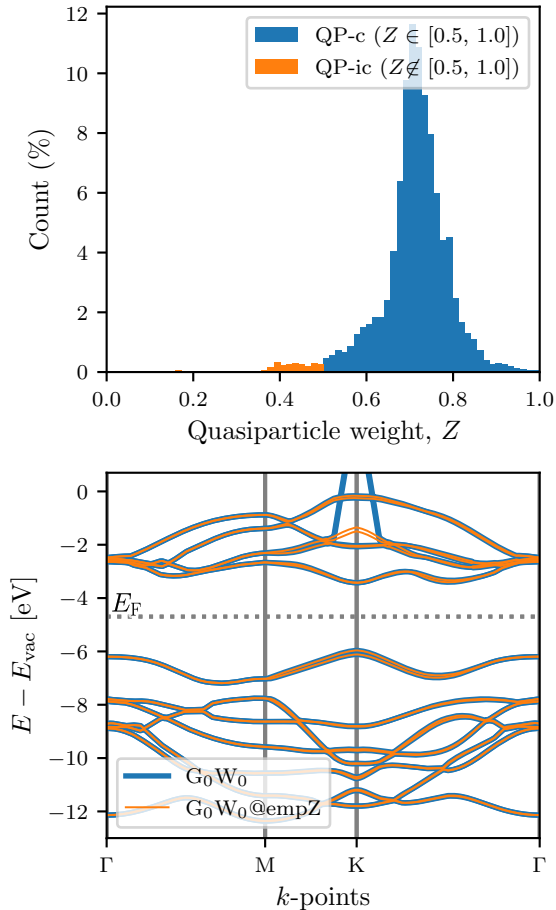 QP-c (Z ∈ [0.5, 1.0])
QP-ic (Z∉ [0.5, 1.0])
12
10
8
6
4
2
0
Count (%)
0.0 0.2 0.4 0.6 0.8 1.0
Quasiparticle weight, Z
0
−2
−4
−6
−8
−10
−12
E − E_vac [eV]
E_F
G₀W₀
G₀W₀@empZ
Γ M K Γ
k-points